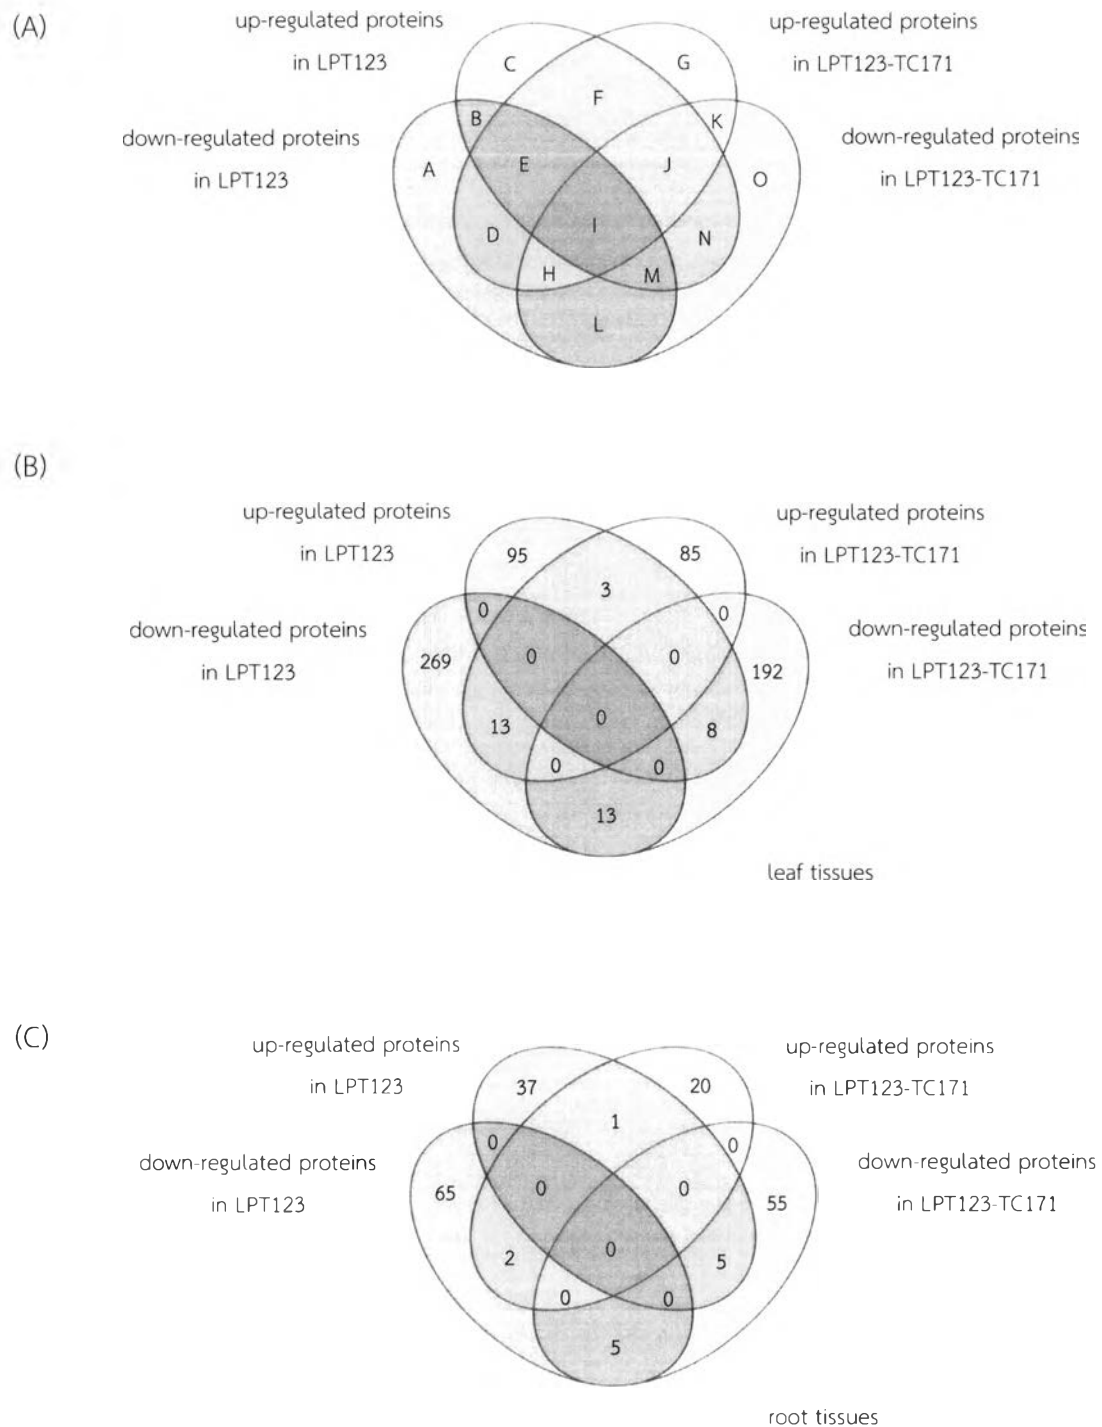 (A)
up-regulated proteins
in LPT123
up-regulated proteins
in LPT123-TC171
down-regulated proteins
in LPT123
down-regulated proteins
in LPT123-TC171
C
G
F
B
K
A
E
J
O
D
I
N
H
M
L
(B)
up-regulated proteins
in LPT123
up-regulated proteins
in LPT123-TC171
down-regulated proteins
in LPT123
down-regulated proteins
in LPT123-TC171
95
85
3
0
0
269
0
0
192
13
0
8
0
0
13
leaf tissues
(C)
up-regulated proteins
in LPT123
up-regulated proteins
in LPT123-TC171
down-regulated proteins
in LPT123
down-regulated proteins
in LPT123-TC171
37
20
1
0
0
65
0
0
55
2
0
5
0
0
5
root tissues